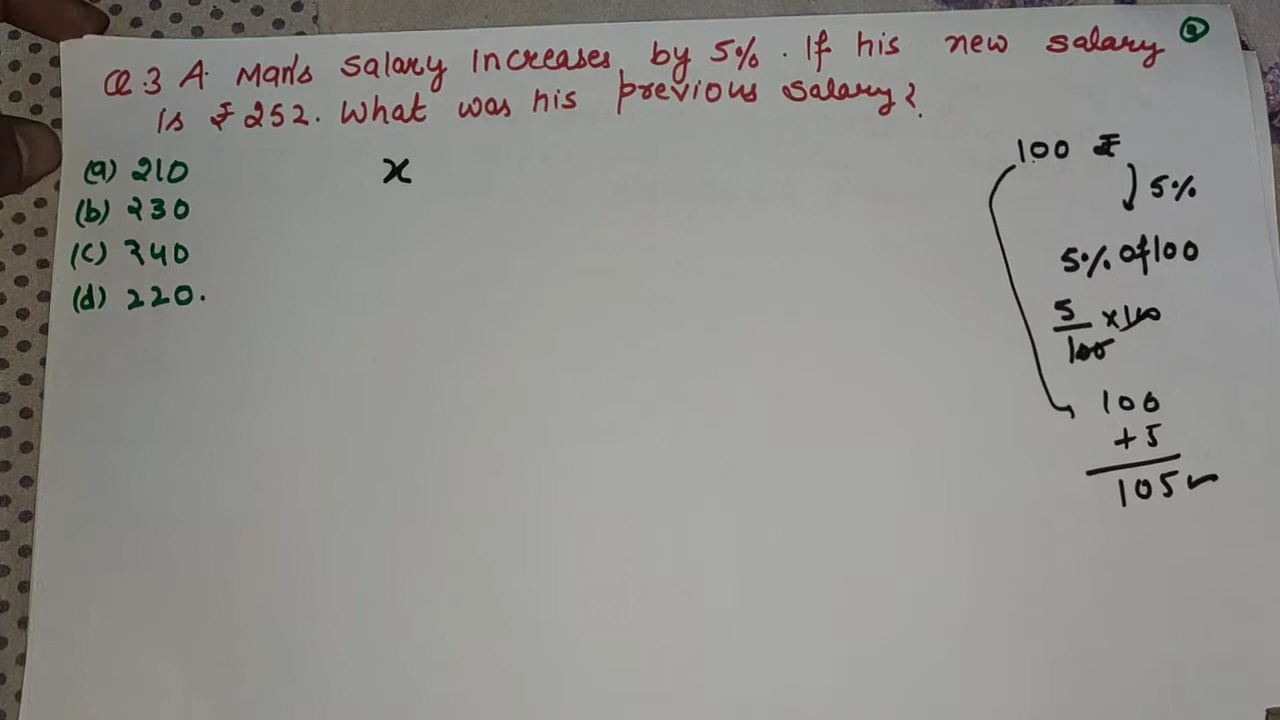 Q.3 A Man's salary increases by 5%. If his new salary
is ₹252. What was his previous salary?
(a) 210
(b) 230
(c) 240
(d) 220.
x
100 ₹
5%
5% of 100
5/100 × 100
100
+5
105